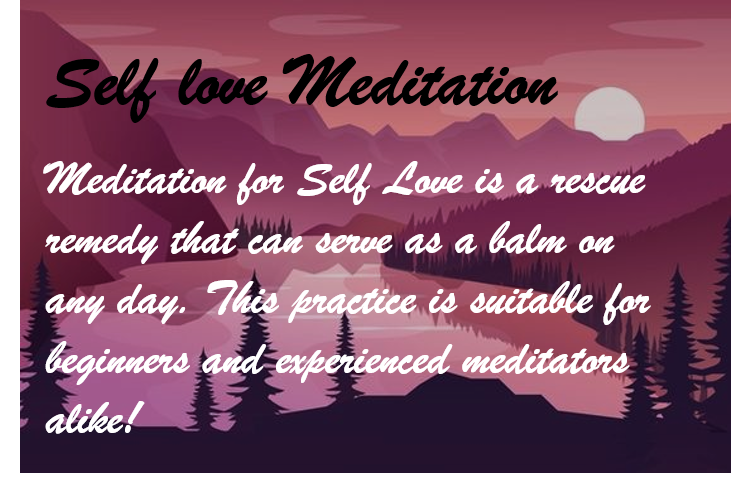 Self love Meditation
Meditation for Self Love is a rescue
remedy that can serve as a balm on
any day. This practice is suitable for
beginners and experienced meditators
alike!